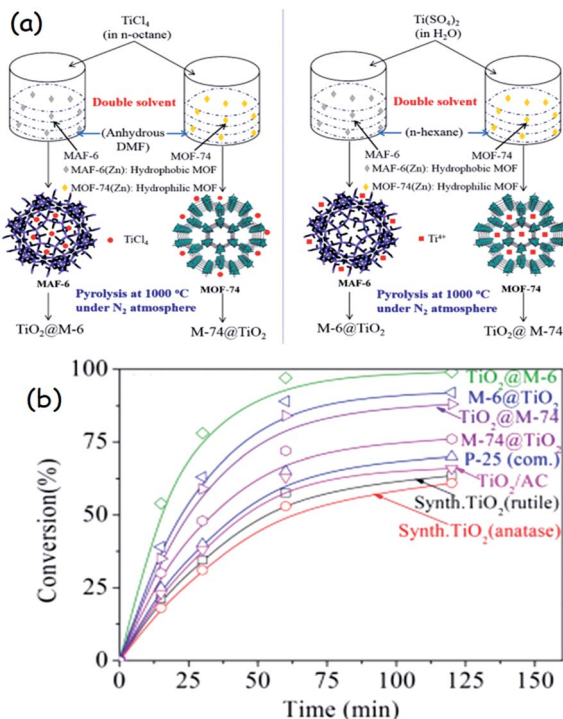 (a)
TiCl4
(in n-octane)
Double solvent
(Anhydrous
DMF)
MAF-6
MOF-74
MAF-6(Zn): Hydrophobic MOF
MOF-74(Zn): Hydrophilic MOF
TiCl4
MAF-6
MOF-74
Pyrolysis at 1000 °C
under N2 atmosphere
TiO2@M-6
M-74@TiO2
Ti(SO4)2
(in H2O)
Double solvent
(n-hexane)
MAF-6
MOF-74
MAF-6(Zn): Hydrophobic MOF
MOF-74(Zn): Hydrophilic MOF
Ti4+
MAF-6
MOF-74
Pyrolysis at 1000 °C
under N2 atmosphere
M-6@TiO2
TiO2@ M-74
(b)
Conversion(%)
100
75
50
25
0
TiO2@M-6
M-6@TiO2
TiO2@M-74
M-74@TiO2
P-25 (com.)
TiO2/AC
Synth.TiO2(rutile)
Synth.TiO2(anatase)
0
30
60
90
120
150
Time (min)